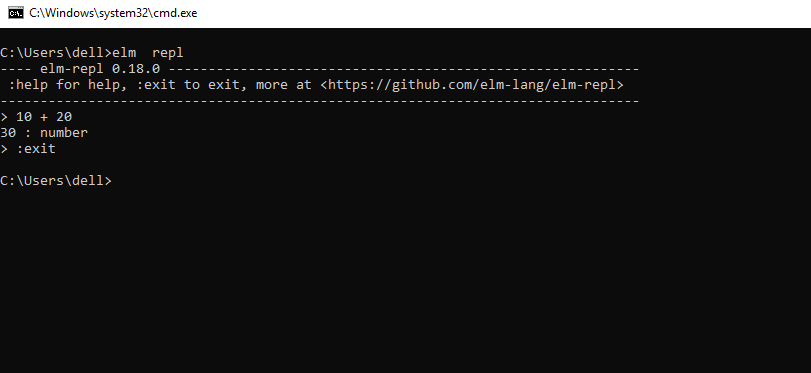 C:\Windows\system32\cmd.exe
C:\Users\dell>elm  repl
---- elm-repl 0.18.0 -----------------------------------------------------------
 :help for help, :exit to exit, more at <https://github.com/elm-lang/elm-repl>
--------------------------------------------------------------------------------
> 10 + 20
30 : number
> :exit
C:\Users\dell>